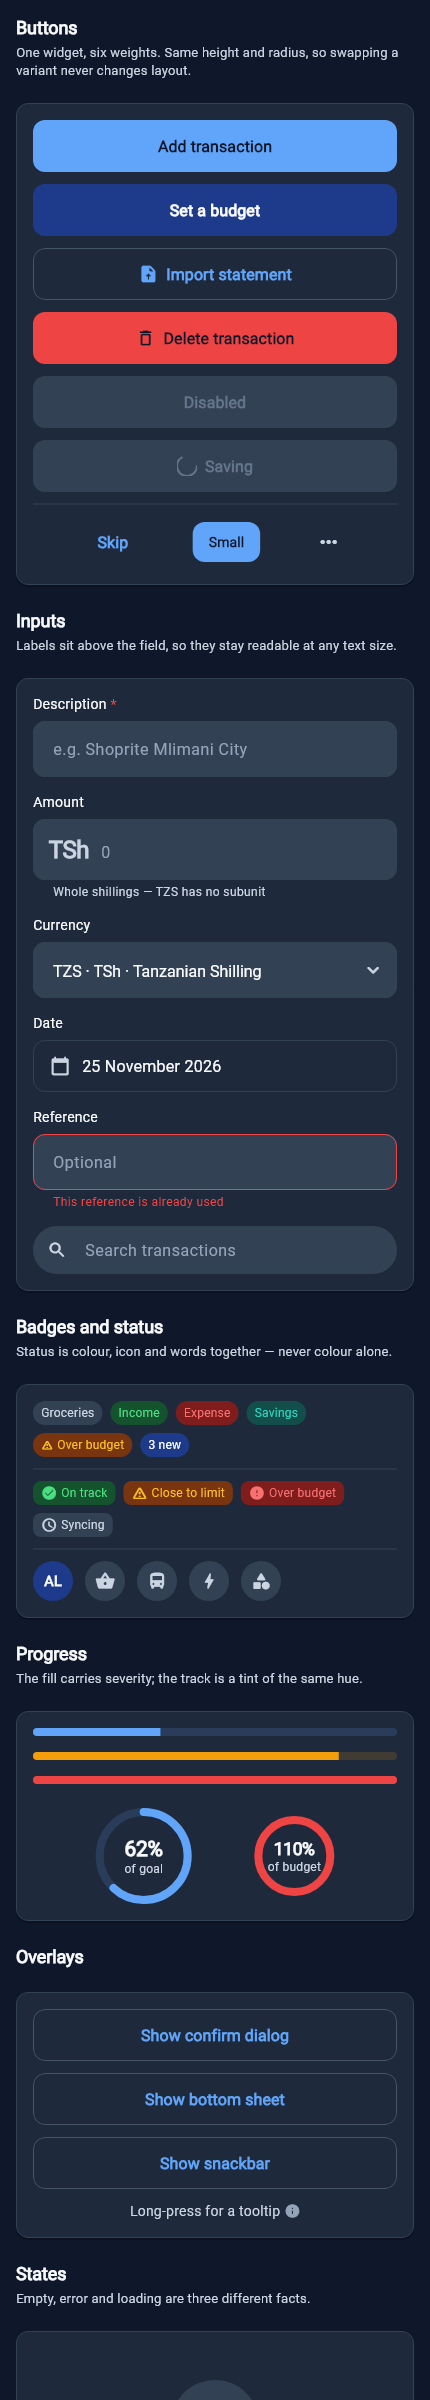 Buttons
One widget, six weights. Same height and radius, so swapping a
variant never changes layout.
Add transaction
Set a budget
Import statement
Delete transaction
Disabled
Saving
Skip
Small
Inputs
Labels sit above the field, so they stay readable at any text size.
Description *
e.g. Shoprite Mlimani City
Amount
TSh 0
Whole shillings — TZS has no subunit
Currency
TZS · TSh · Tanzanian Shilling
Date
25 November 2026
Reference
Optional
This reference is already used
Search transactions
Badges and status
Status is colour, icon and words together — never colour alone.
Groceries Income Expense Savings
Over budget 3 new
On track Close to limit Over budget
Syncing
AL
Progress
The fill carries severity; the track is a tint of the same hue.
62%
of goal
110%
of budget
Overlays
Show confirm dialog
Show bottom sheet
Show snackbar
Long-press for a tooltip
States
Empty, error and loading are three different facts.